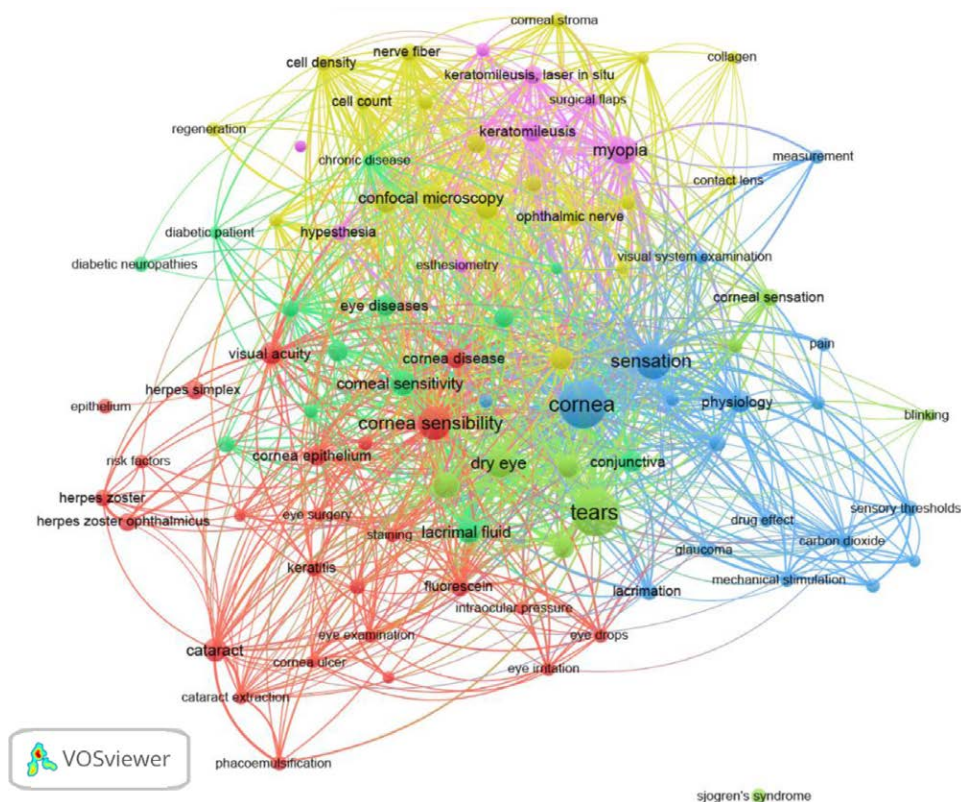 corneal stroma
nerve fiber
cell density
collagen
keratomileusis, laser in situ
cell count
surgical flaps
regeneration
keratomileusis
chronic disease
myopia
measurement
contact lens
confocal microscopy
ophthalmic nerve
diabetic patient
hypesthesia
diabetic neuropathies
esthesiometry
visual system examination
eye diseases
corneal sensation
visual acuity
cornea disease
sensation
pain
corneal sensitivity
herpes simplex
epithelium
cornea
physiology
blinking
cornea sensibility
risk factors
cornea epithelium
dry eye
conjunctiva
herpes zoster
herpes zoster ophthalmicus
eye surgery
tears
drug effect
sensory thresholds
staining
lacrimal fluid
glaucoma
carbon dioxide
keratitis
fluorescein
lacrimation
mechanical stimulation
intraocular pressure
eye examination
eye drops
cataract
cornea ulcer
eye irritation
cataract extraction
phacoemulsification
VOSviewer
sjogren's syndrome